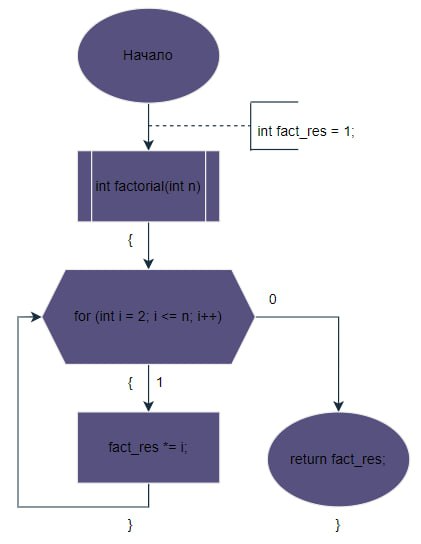 Начало
int fact_res = 1;
int factorial(int n)
{
for (int i = 2; i <= n; i++)
0
{ 1
fact_res *= i;
return fact_res;
} }